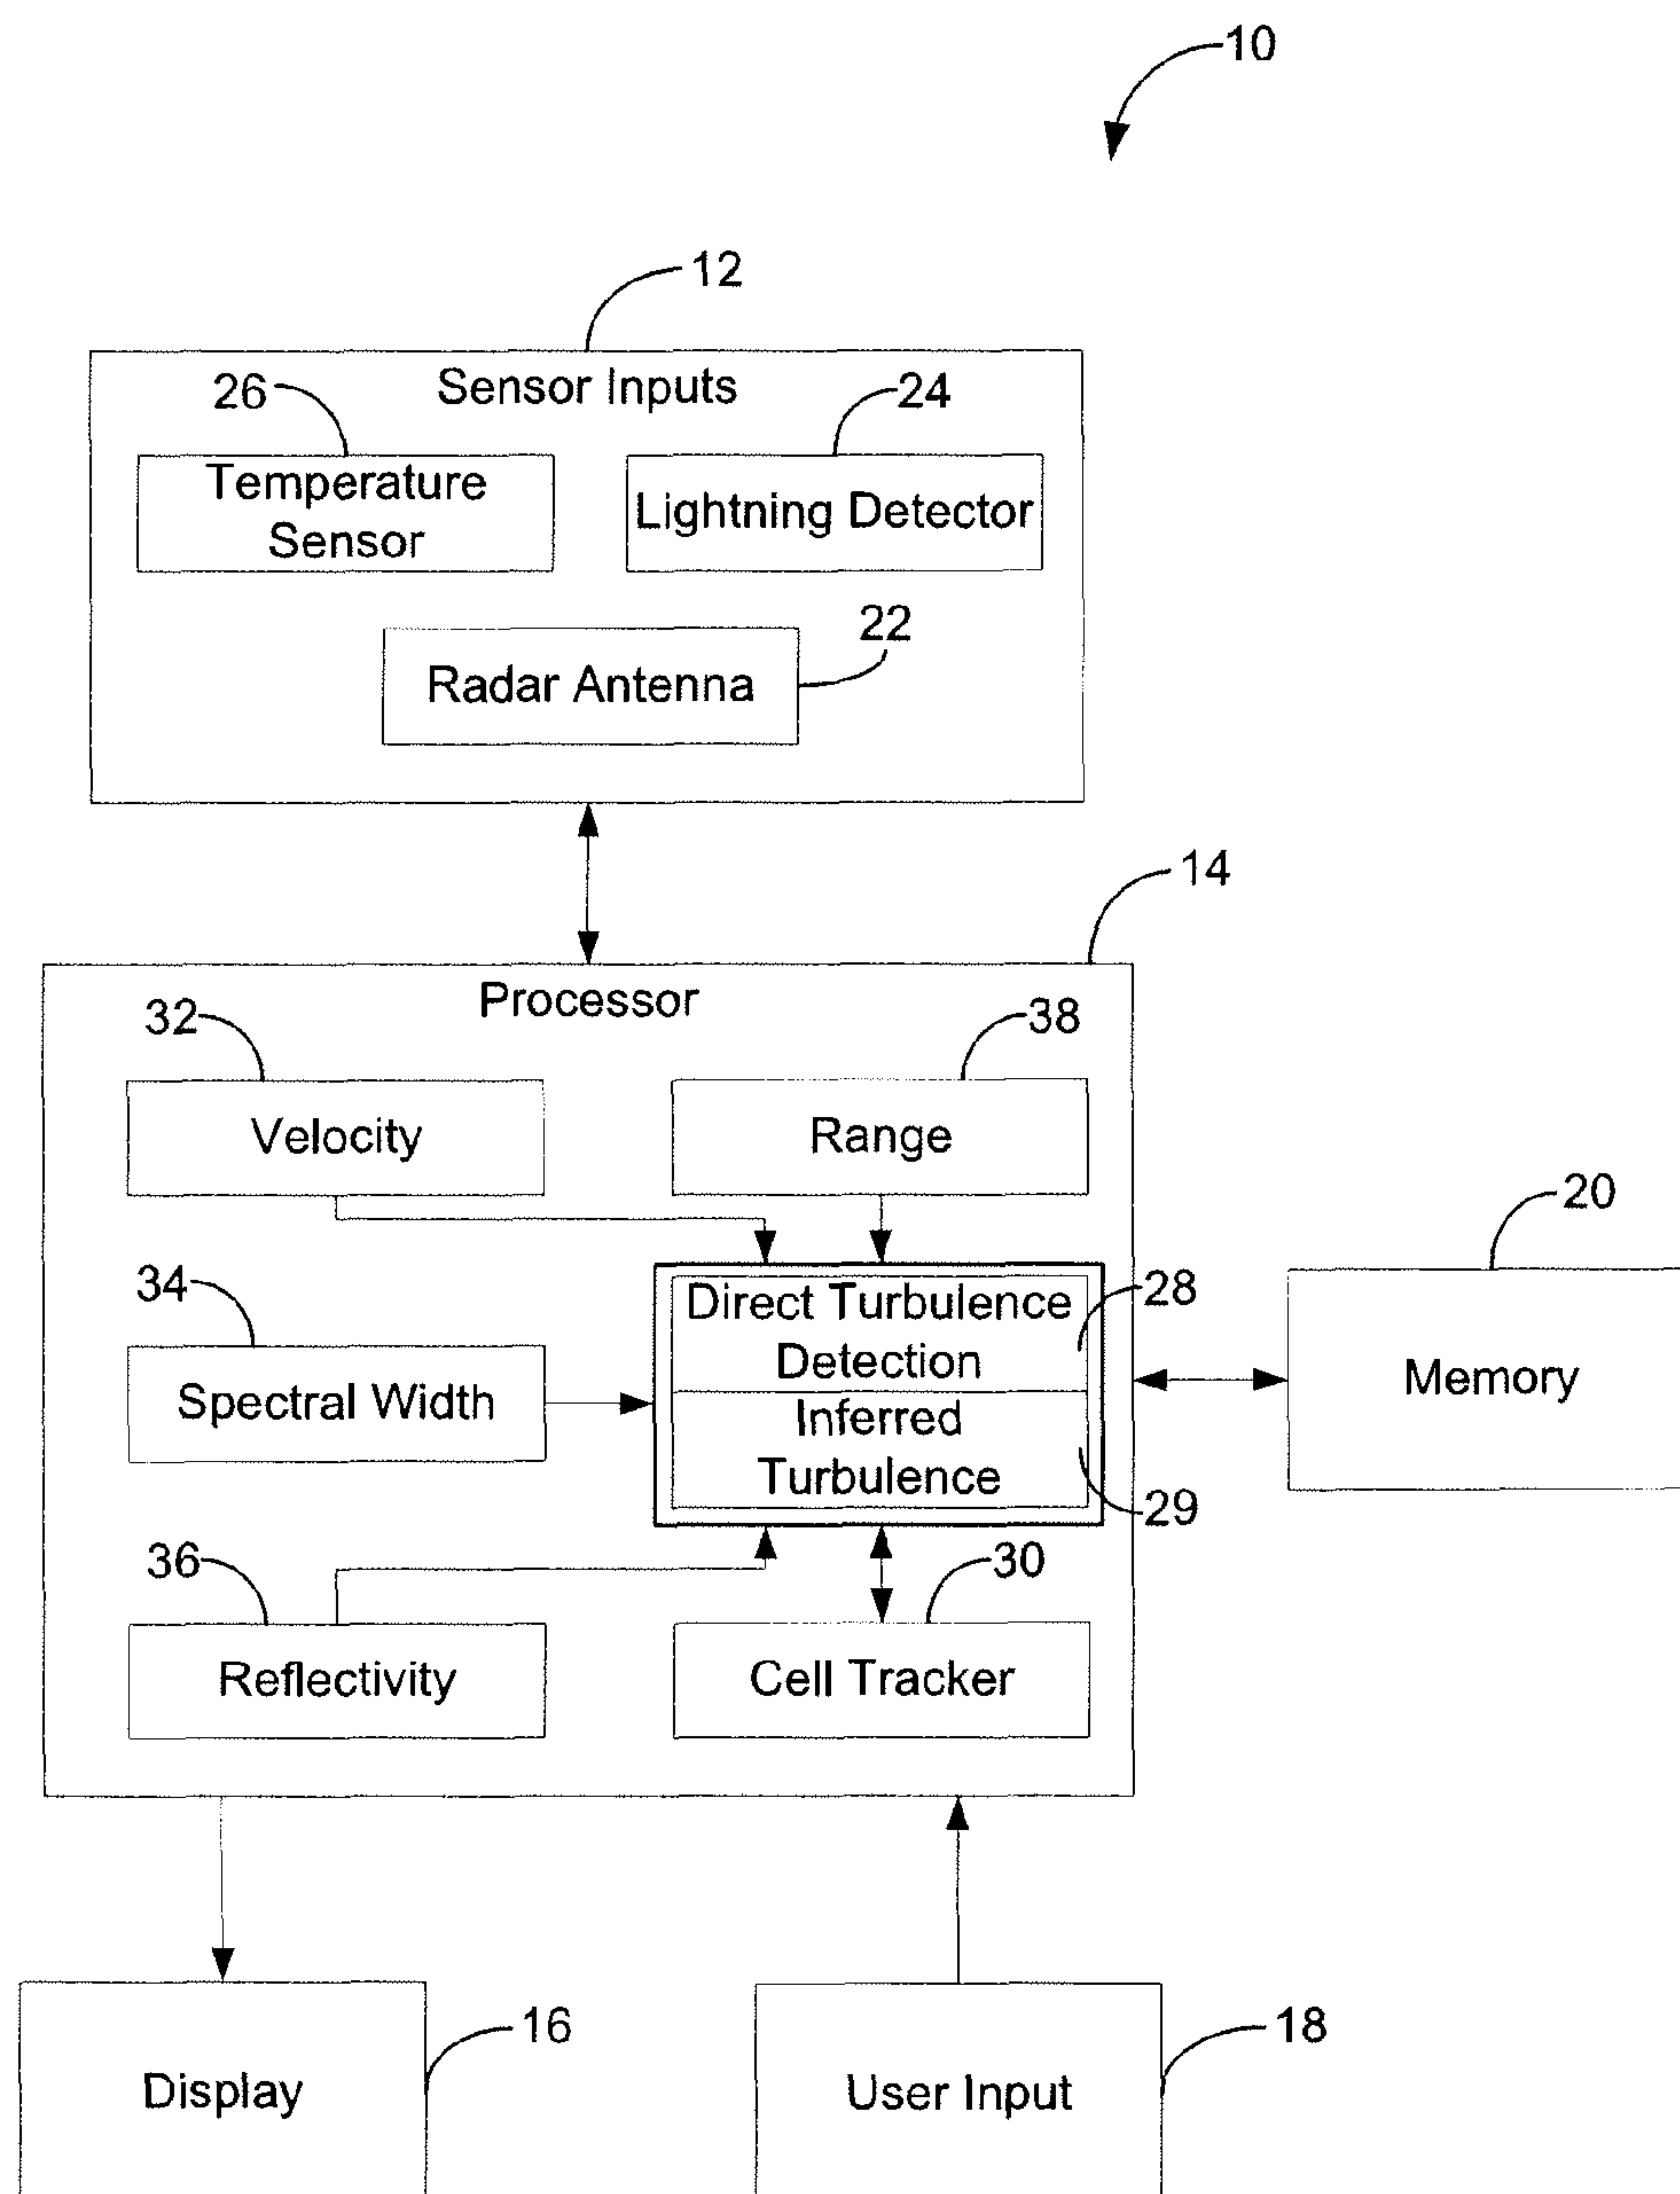 10
12
Sensor Inputs
26
24
Temperature
Sensor
Lightning Detector
22
Radar Antenna
14
Processor
32
38
Velocity
Range
20
34
28
Direct Turbulence
Detection
Memory
Spectral Width
Inferred
Turbulence
29
36
30
Reflectivity
Cell Tracker
16
18
Display
User Input